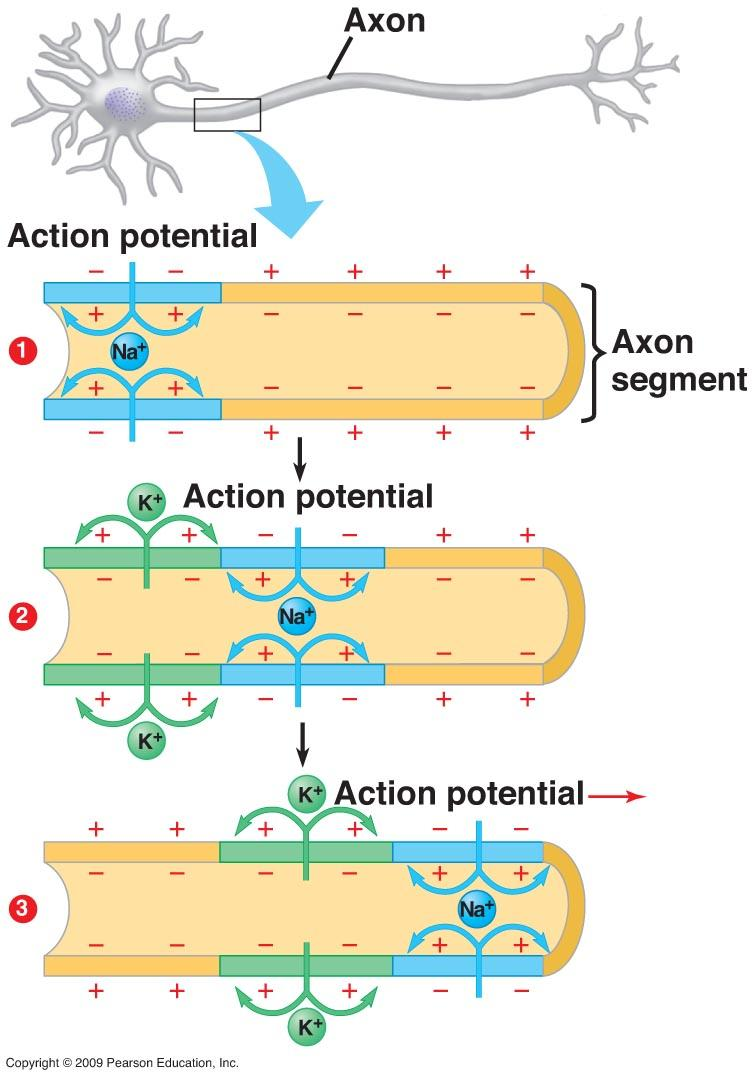 Axon
Action potential
1
Na+
Axon
segment
K+
Action potential
2
Na+
K+
K+
Action potential
3
Na+
K+
Copyright © 2009 Pearson Education, Inc.